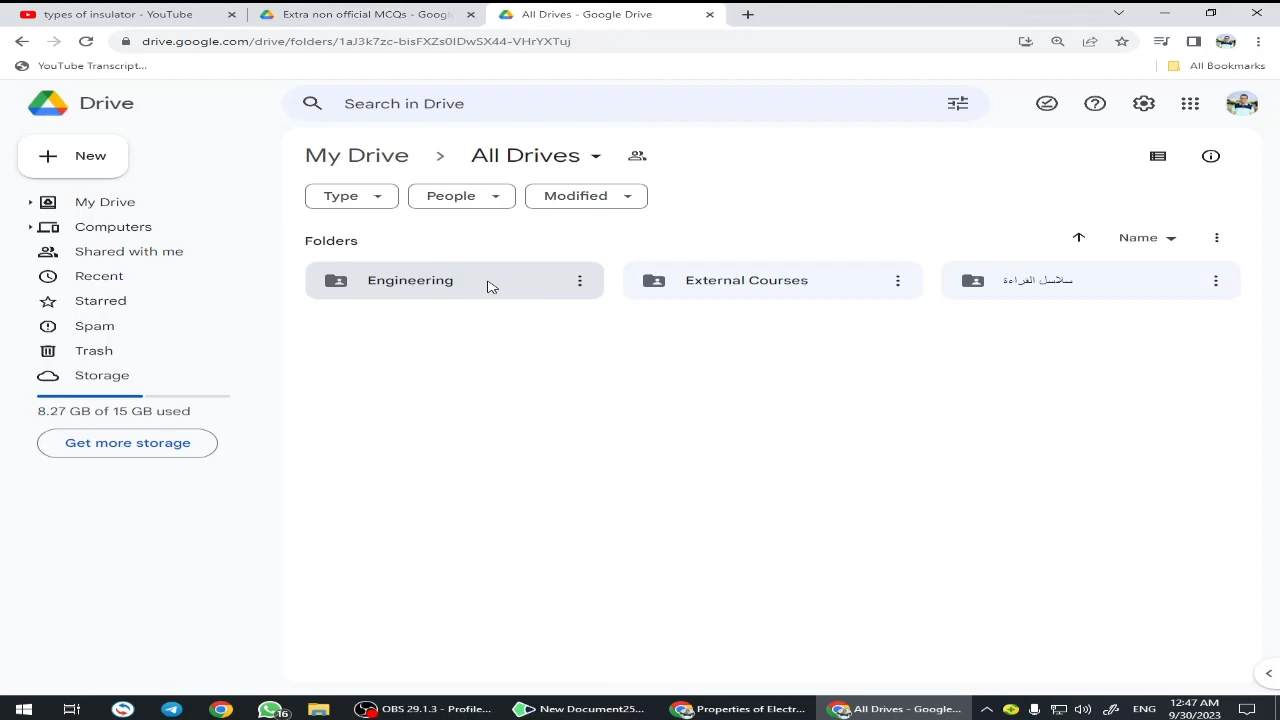 types of insulator - YouTube
Extra non official MCQs - Googl
All Drives - Google Drive
drive.google.com/drive/folders/1aJ3k7zc-bisFXZs0IDwSX44-VHrYXTuj
YouTube Transcript...
All Bookmarks
Drive
Search in Drive
New
My Drive > All Drives
Type
People
Modified
My Drive
Computers
Shared with me
Recent
Starred
Spam
Trash
Storage
8.27 GB of 15 GB used
Get more storage
Folders
Name
Engineering
External Courses
سلاسل القراءة
16
OBS 29.1.3 - Profile...
New Document25...
Properties of Electr...
All Drives - Google...
ENG
12:47 AM
9/30/2023